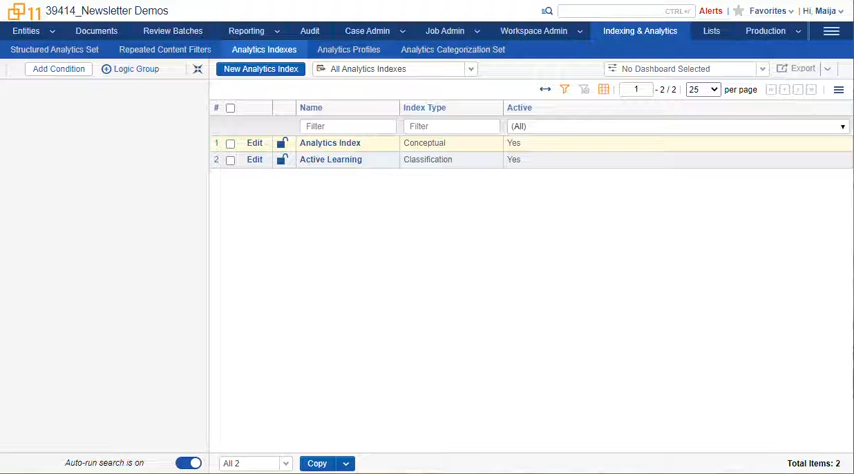 11 39414_Newsletter Demos CTRL+/ Alerts Favorites Hi, Maija
Entities Documents Review Batches Reporting Audit Case Admin Job Admin Workspace Admin Indexing & Analytics Lists Production
Structured Analytics Set Repeated Content Filters Analytics Indexes Analytics Profiles Analytics Categorization Set
Add Condition Logic Group New Analytics Index All Analytics Indexes No Dashboard Selected Export
1 - 2 / 2 25 per page
# Name Index Type Active
Filter Filter (All)
1 Edit Analytics Index Conceptual Yes
2 Edit Active Learning Classification Yes
Auto-run search is on All 2 Copy Total Items: 2